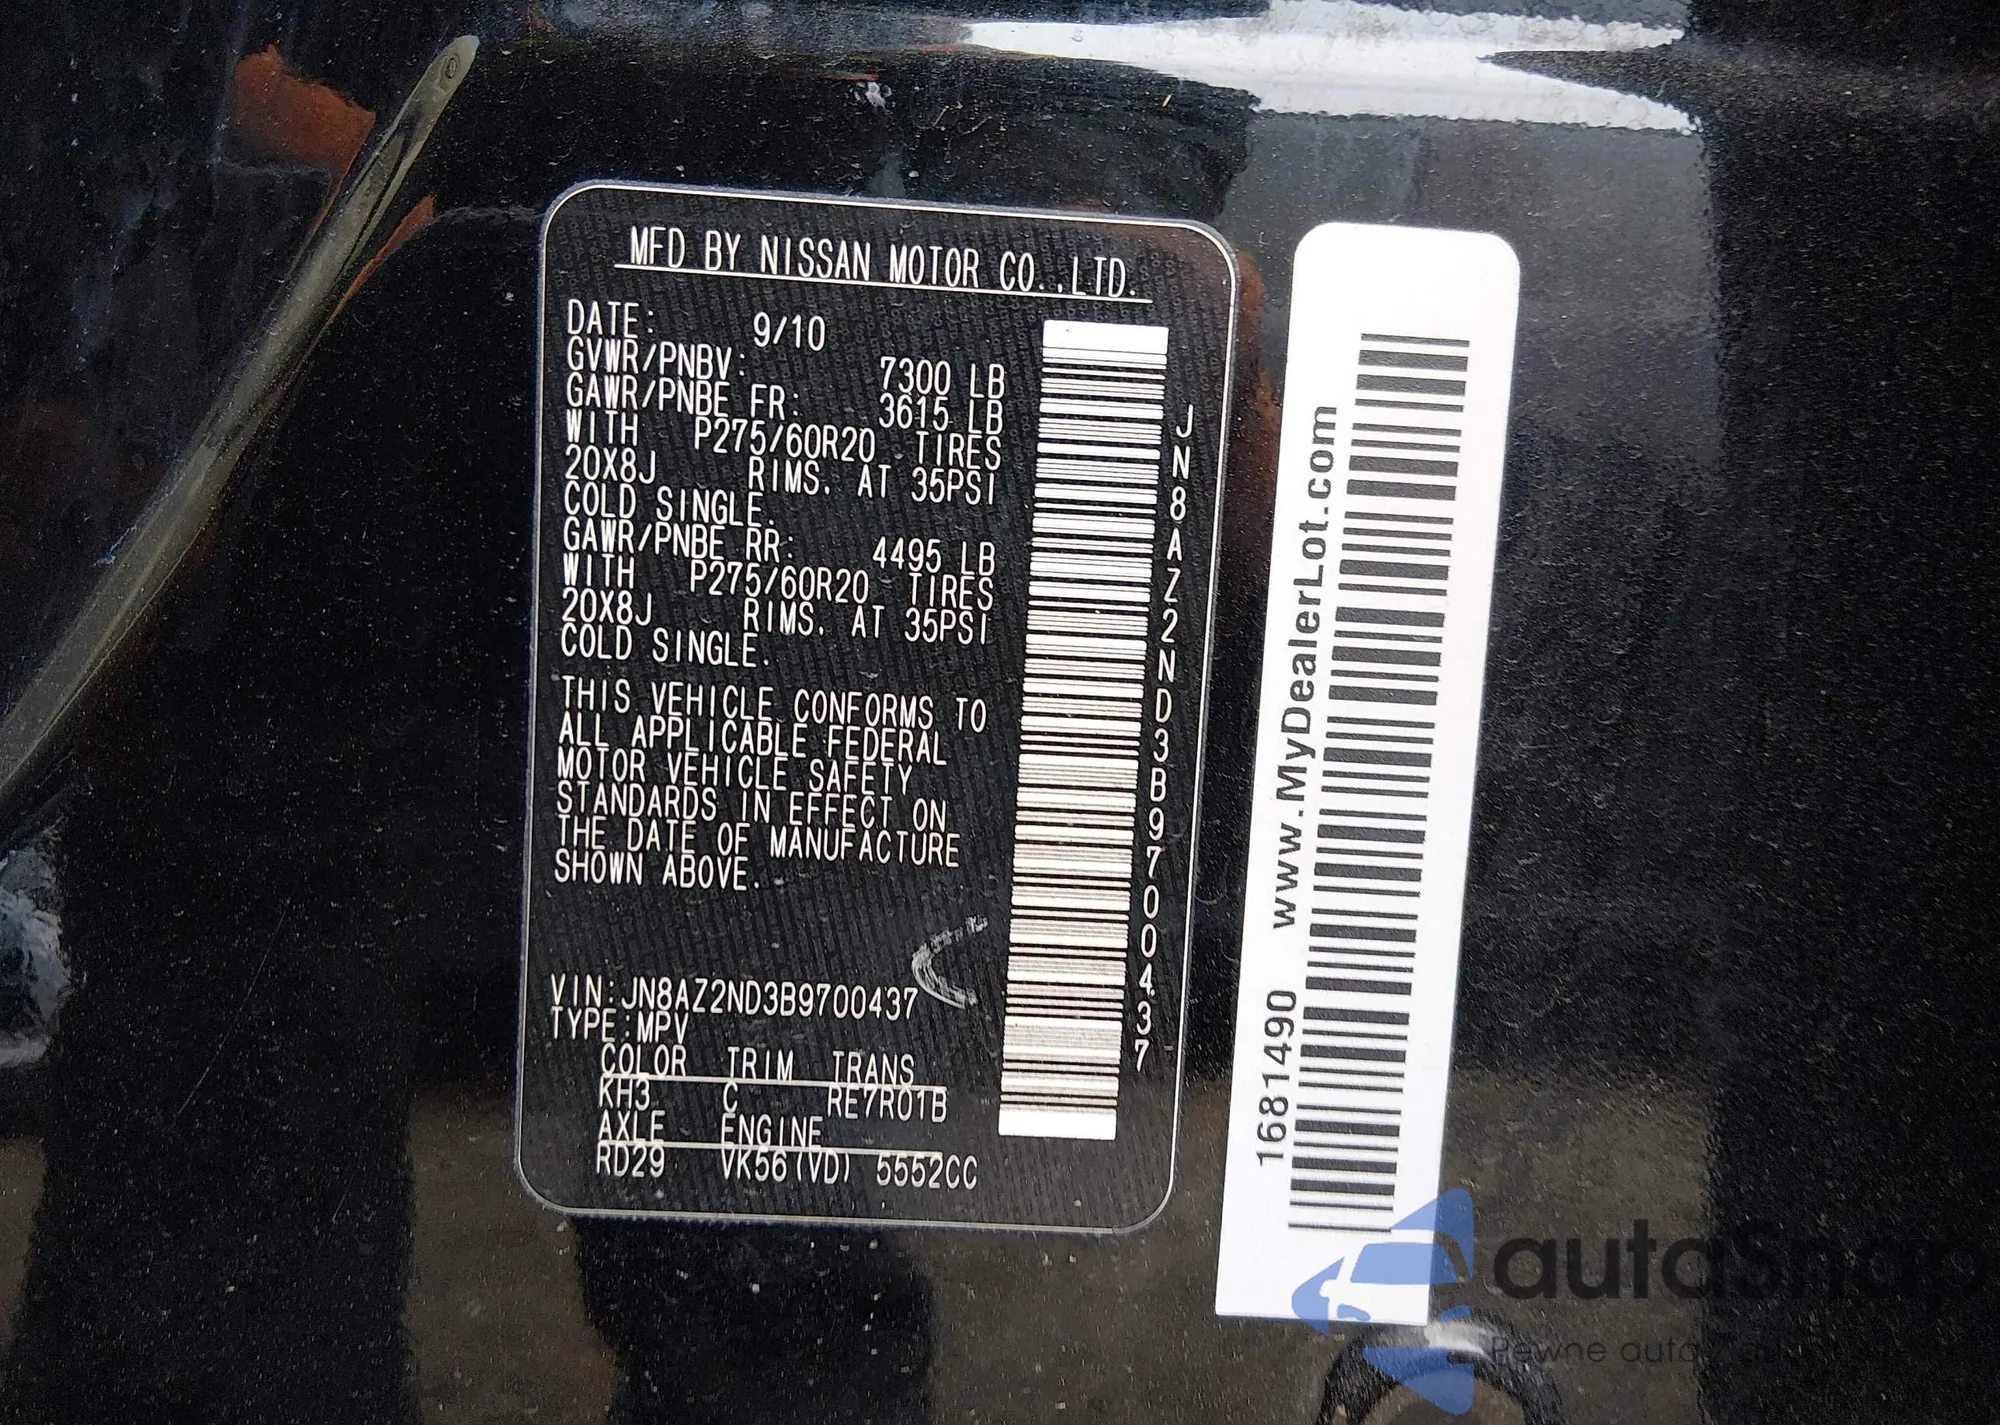 MFD BY NISSAN MOTOR CO.,LTD.
DATE: 9/10
GVWR/PNBV: 7300 LB
GAWR/PNBE FR: 3615 LB
WITH P275/60R20 TIRES
20X8J RIMS. AT 35PSI
COLD SINGLE.
GAWR/PNBE RR: 4495 LB
WITH P275/60R20 TIRES
20X8J RIMS. AT 35PSI
COLD SINGLE.
THIS VEHICLE CONFORMS TO
ALL APPLICABLE FEDERAL
MOTOR VEHICLE SAFETY
STANDARDS IN EFFECT ON
THE DATE OF MANUFACTURE
SHOWN ABOVE.
VIN:JN8AZ2ND3B9700437
TYPE:MPV
COLOR TRIM TRANS
KH3 C RE7R01B
AXLE ENGINE
RD29 VK56(VD) 5552CC
JN8AZ2ND3B9700437
1681490 www.MyDealerLot.com
autaSnap
Pewne auto